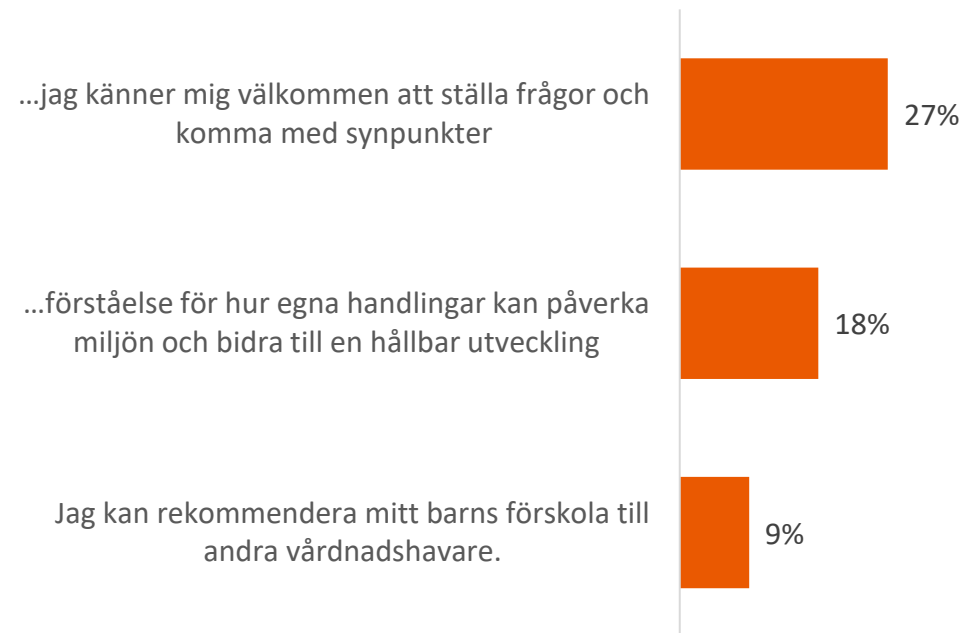 ...jag känner mig välkommen att ställa frågor och
komma med synpunkter
27%
...förståelse för hur egna handlingar kan påverka
miljön och bidra till en hållbar utveckling
18%
Jag kan rekommendera mitt barns förskola till
andra vårdnadshavare.
9%